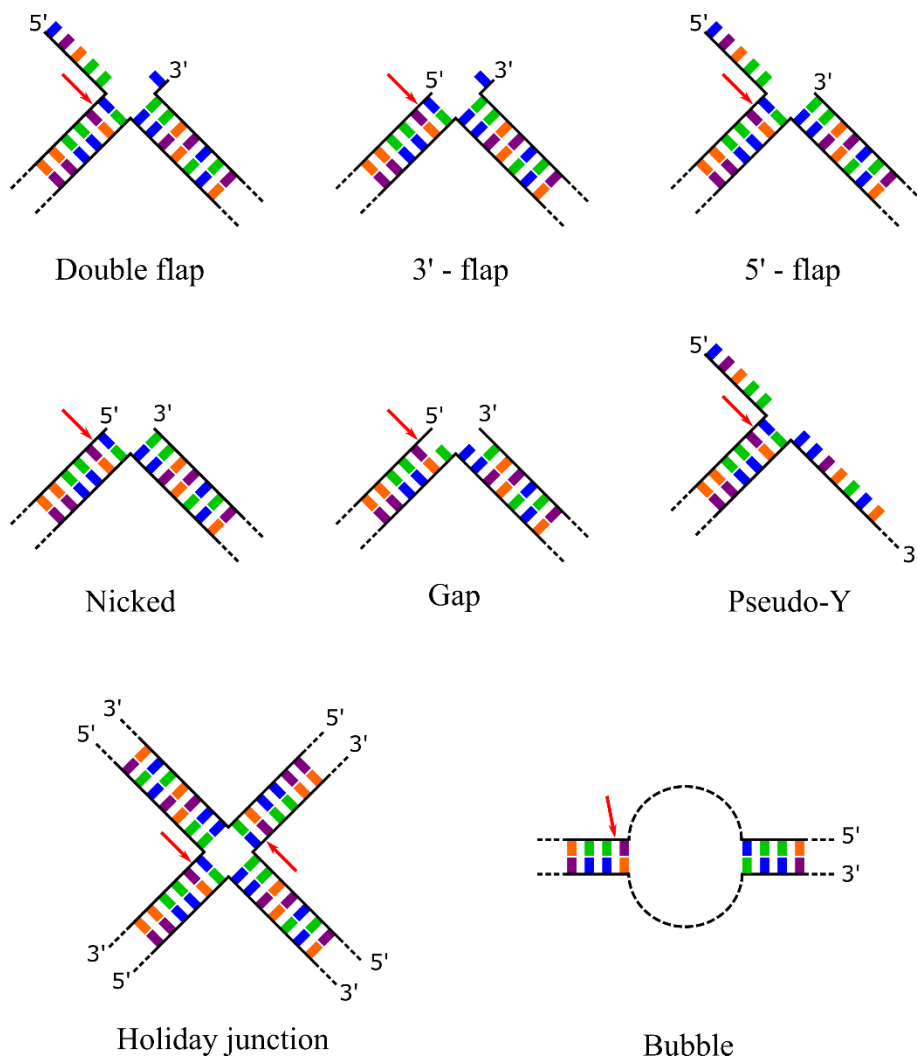 5'
3'
5'
3'
5'
3'
Double flap
3' - flap
5' - flap
5'
3'
5'
3'
5'
3
Nicked
Gap
Pseudo-Y
3'
5'
5'
3'
3'
5'
5'
3'
5'
3'
Holiday junction
Bubble